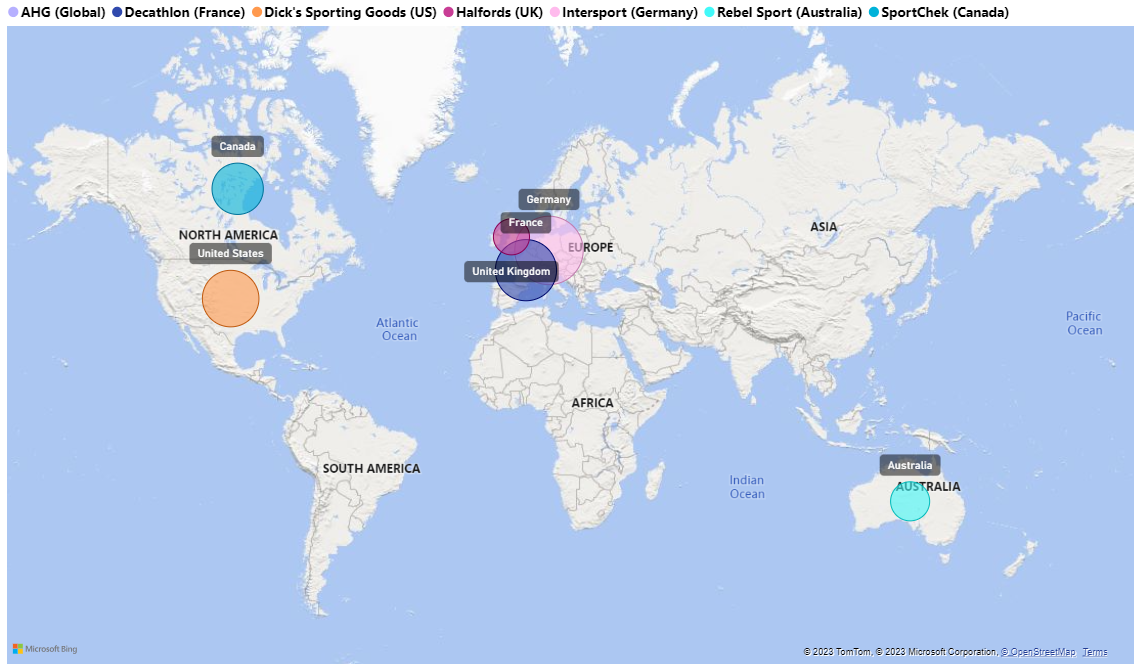 AHG (Global) Decathlon (France) Dick's Sporting Goods (US) Halfords (UK) Intersport (Germany) Rebel Sport (Australia) SportChek (Canada)
Canada
Germany
France
NORTH AMERICA
ASIA
EUROPE
United States
United Kingdom
Atlantic
Ocean
Pacific
Ocean
AFRICA
SOUTH AMERICA
Australia
Indian
Ocean
AUSTRALIA
Microsoft Bing
© 2023 TomTom, © 2023 Microsoft Corporation, © OpenStreetMap Terms